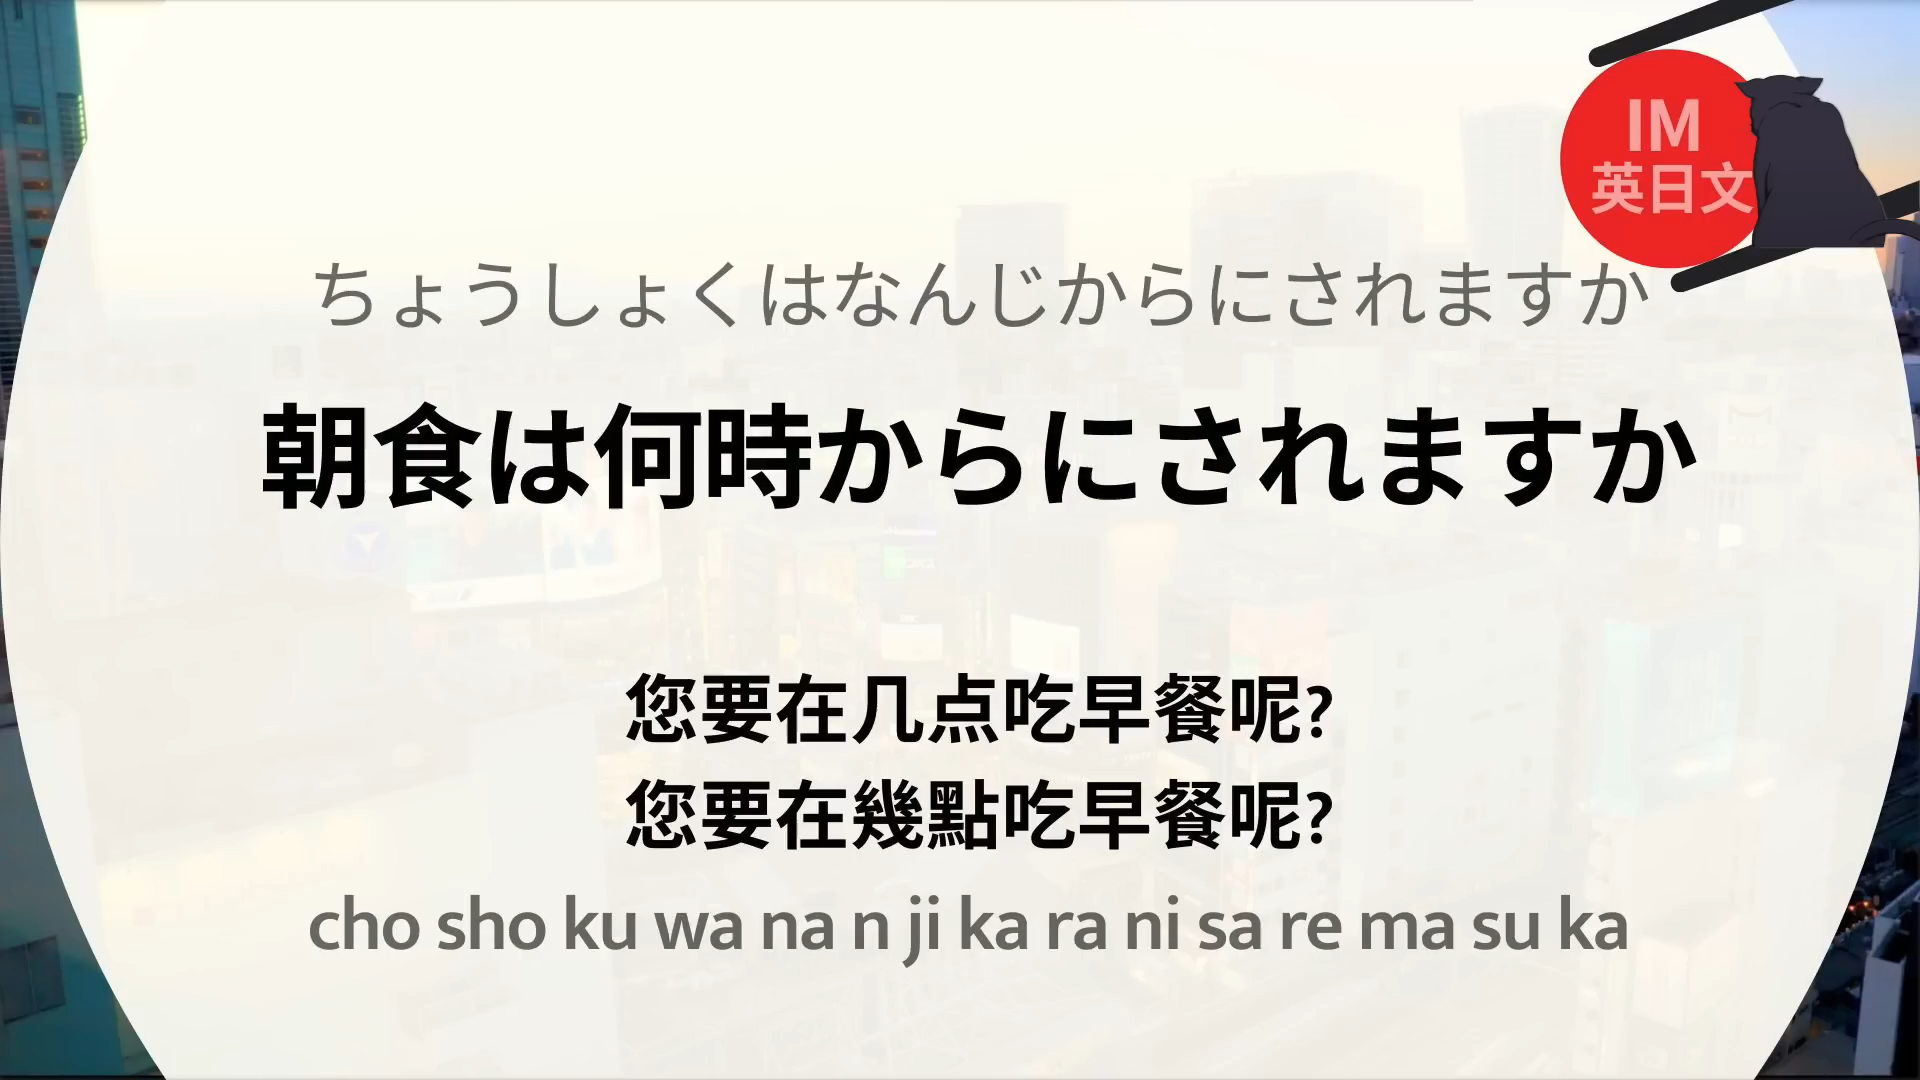 IM
英日文
ちょうしょくはなんじからにされますか
朝食は何時からにされますか
您要在几点吃早餐呢?
您要在幾點吃早餐呢?
cho sho ku wa na n ji ka ra ni sa re ma su ka